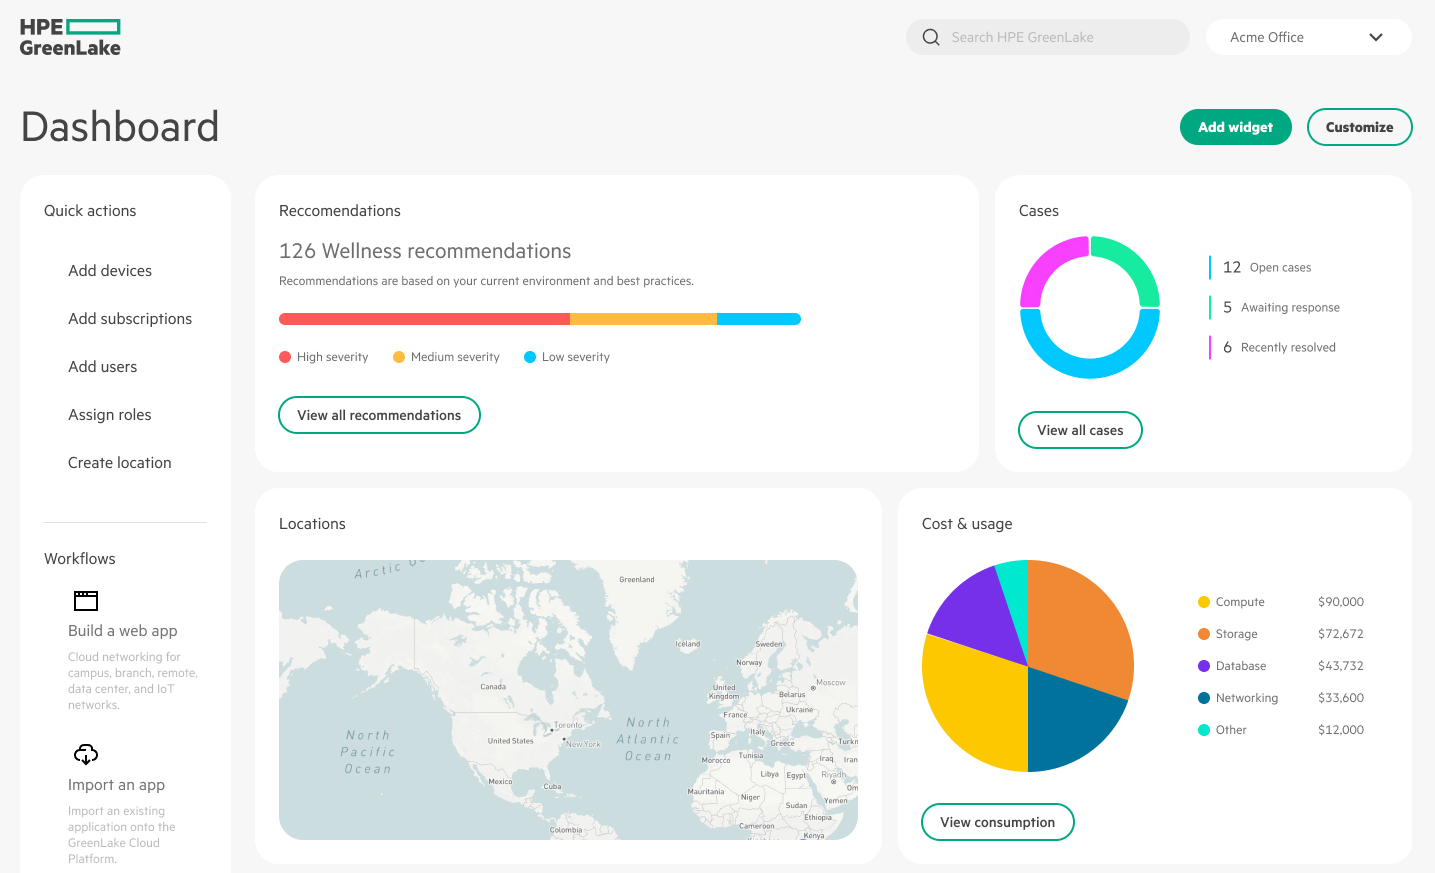 HPE
GreenLake
Search HPE GreenLake
Acme Office
Dashboard
Add widget
Customize
Quick actions
Add devices
Add subscriptions
Add users
Assign roles
Create location
Workflows
Build a web app
Cloud networking for
campus, branch, remote,
data center, and IoT
networks.
Import an app
Import an existing
application onto the
GreenLake Cloud
Platform.
Reccomendations
126 Wellness recommendations
Recommendations are based on your current environment and best practices.
High severity
Medium severity
Low severity
View all recommendations
Cases
12 Open cases
5 Awaiting response
6 Recently resolved
View all cases
Locations
Arctic
Greenland
Iceland
Sweden
Norway
Canada
United
Kingdom
Moscow
Belarus
Ukraine
France
Toronto
New York
United States
North
Pacific
Ocean
North
Atlantic
Ocean
Spain
Italy
Greece
Turkn
Morocco
Tunisia
Iraq
Iran
Mexico
Cuba
Libya
Egypt
Riyadh
Om
Mauritania
Niger
Sudan
Yemen
Ethiopia
Colombia
Cameroon
Kenya
Cost & usage
Compute $90,000
Storage $72,672
Database $43,732
Networking $33,600
Other $12,000
View consumption